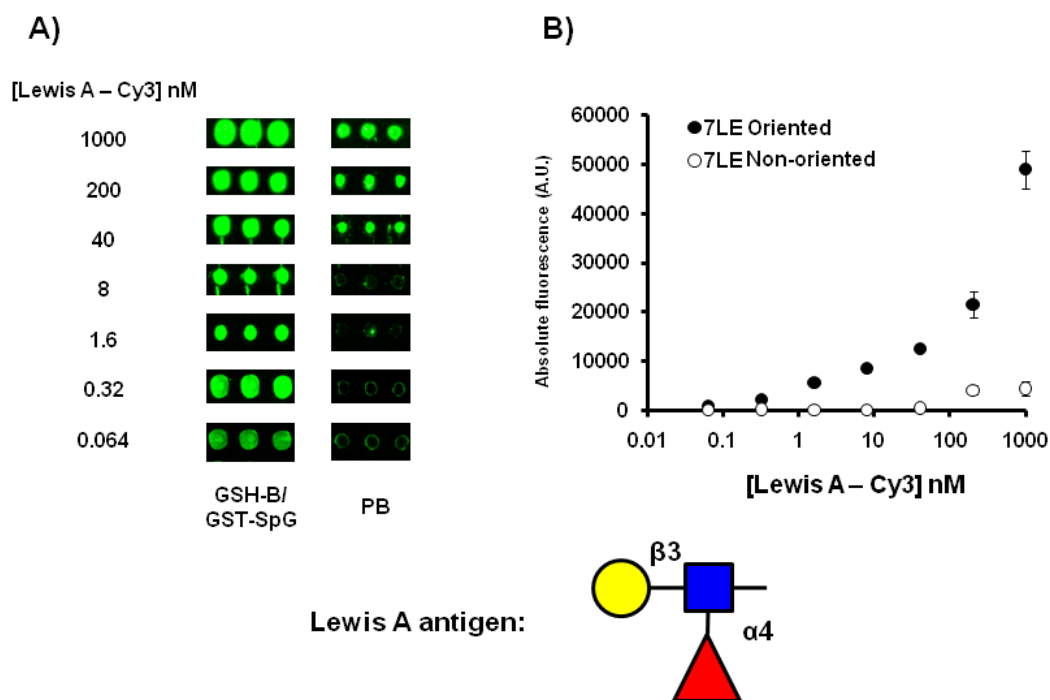 A)
[Lewis A – Cy3] nM
1000
200
40
8
1.6
0.32
0.064
GSH-B/
GST-SpG
PB
B)
Absolute fluorescence (A.U.)
60000
50000
40000
30000
20000
10000
0
7LE Oriented
7LE Non-oriented
0.01
0.1
1
10
100
1000
[Lewis A – Cy3] nM
Lewis A antigen:
β3
α4